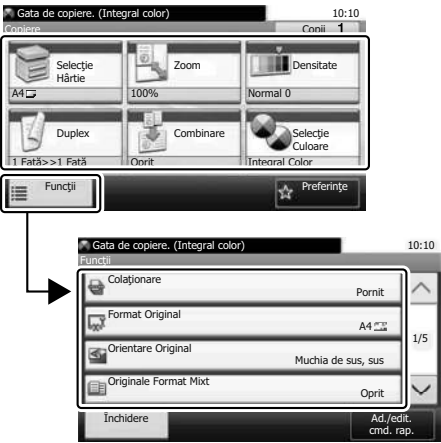 Gata de copiere. (Integral color) 10:10
Copiere Copii 1
Selecţie
Hârtie
A4
Zoom
100%
Densitate
Normal 0
Duplex
1 Faţă>>1 Faţă
Combinare
Oprit
Selecţie
Culoare
Integral Color
Funcţii
Preferinţe
Gata de copiere. (Integral color) 10:10
Funcţii
Colaţionare
Pornit
Format Original
A4
1/5
Orientare Original
Muchia de sus, sus
Originale Format Mixt
Oprit
Închidere
Ad./edit.
cmd. rap.